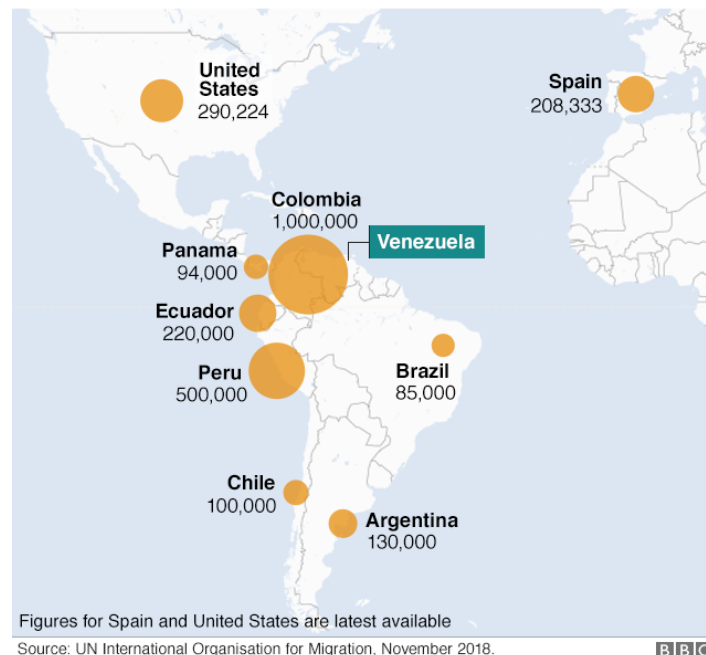 United
States
290,224
Spain
208,333
Colombia
1,000,000
Venezuela
Panama
94,000
Ecuador
220,000
Peru
500,000
Brazil
85,000
Chile
100,000
Argentina
130,000
Figures for Spain and United States are latest available
Source: UN International Organisation for Migration, November 2018.
BBC